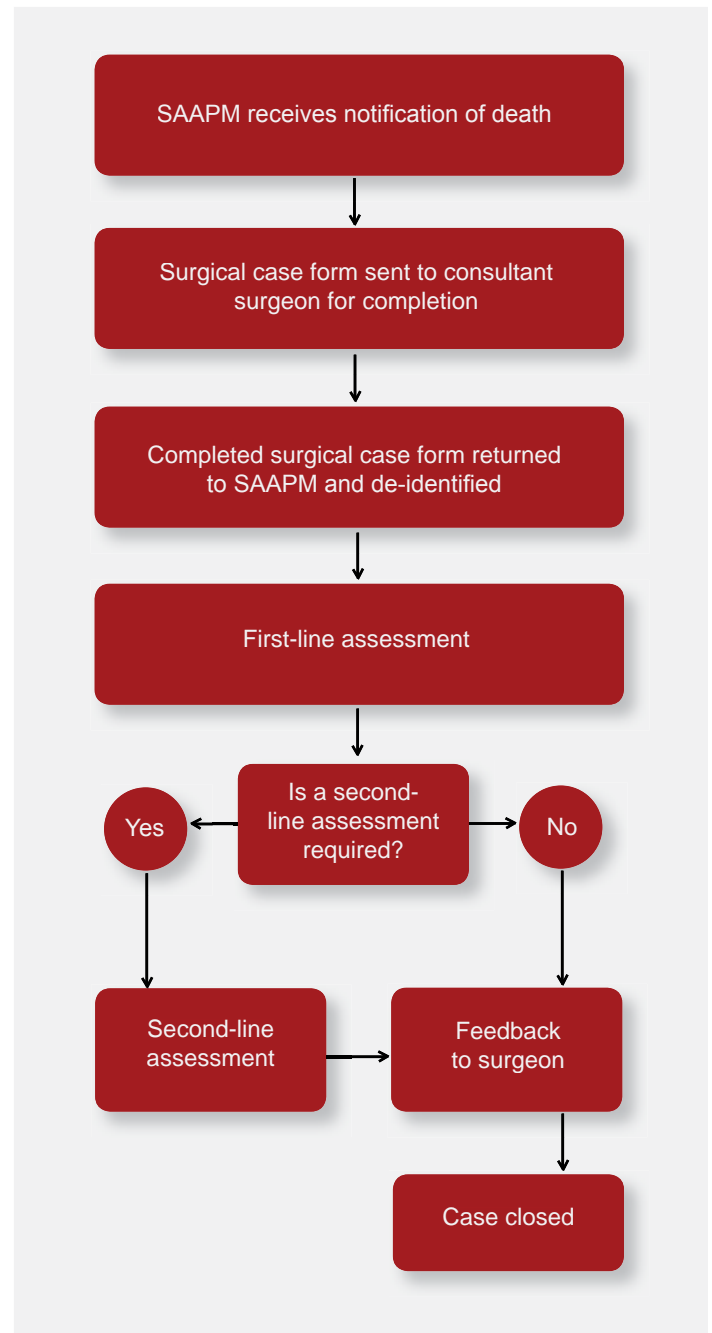 SAAPM receives notification of death
Surgical case form sent to consultant
surgeon for completion
Completed surgical case form returned
to SAAPM and de-identified
First-line assessment
Is a second-
line assessment
required?
Yes
No
Second-line
assessment
Feedback
to surgeon
Case closed